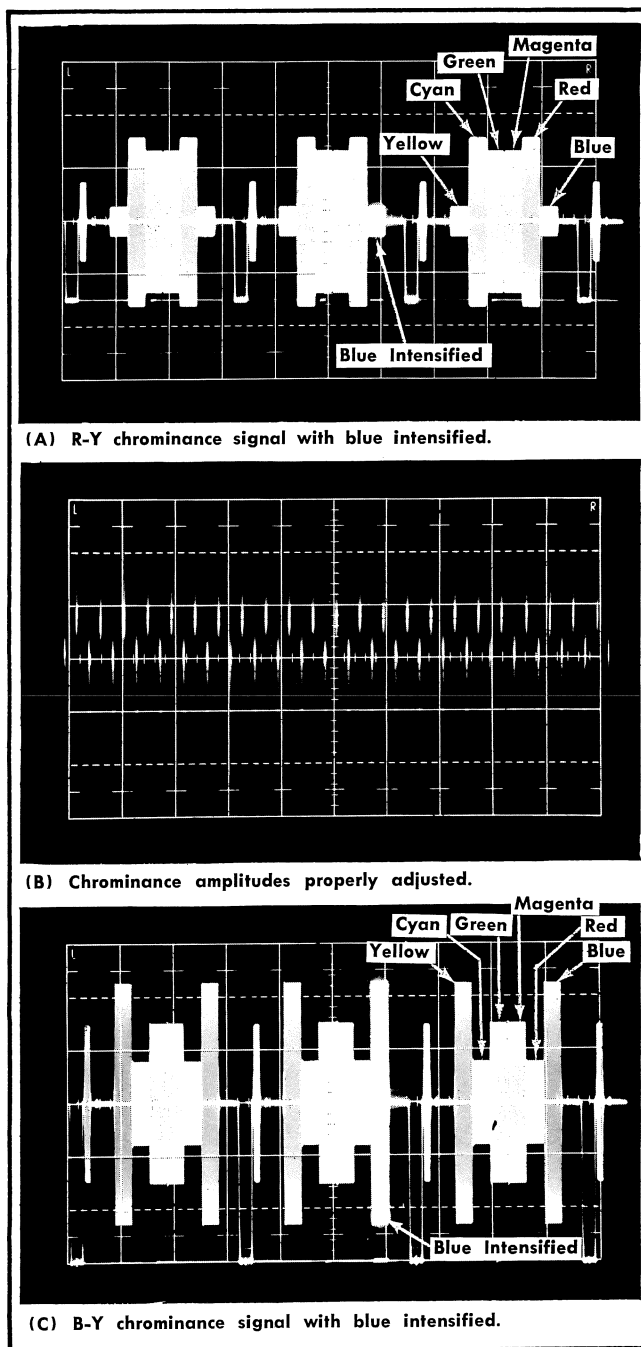 L
R
Magenta
Green
Cyan
Red
Yellow
Blue
Blue Intensified
(A) R-Y chrominance signal with blue intensified.
L
R
(B) Chrominance amplitudes properly adjusted.
Magenta
Cyan Green Red
Yellow Blue
L
Blue Intensified
(C) B-Y chrominance signal with blue intensified.